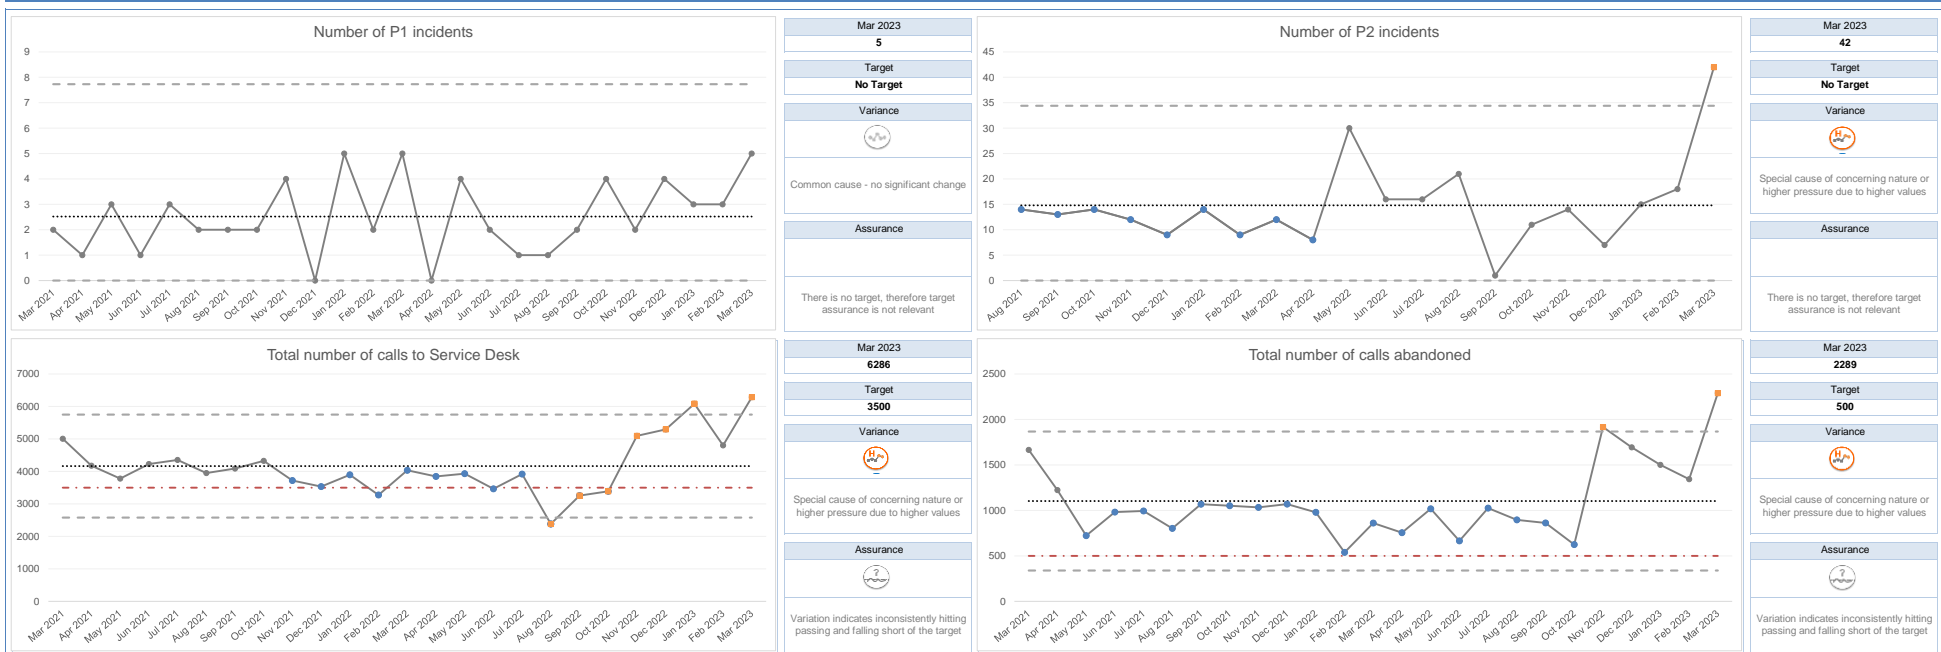 Number of P1 incidents
9
8
7
6
5
4
3
2
1
0
Mar 2021
Apr 2021
May 2021
Jun 2021
Jul 2021
Aug 2021
Sep 2021
Oct 2021
Nov 2021
Dec 2021
Jan 2022
Feb 2022
Mar 2022
Apr 2022
May 2022
Jun 2022
Jul 2022
Aug 2022
Sep 2022
Oct 2022
Nov 2022
Dec 2022
Jan 2023
Feb 2023
Mar 2023
Mar 2023
5
Target
No Target
Variance
Common cause - no significant change
Assurance
There is no target, therefore target
assurance is not relevant
Number of P2 incidents
45
40
35
30
25
20
15
10
5
0
Aug 2021
Sep 2021
Oct 2021
Nov 2021
Dec 2021
Jan 2022
Feb 2022
Mar 2022
Apr 2022
May 2022
Jun 2022
Jul 2022
Aug 2022
Sep 2022
Oct 2022
Nov 2022
Dec 2022
Jan 2023
Feb 2023
Mar 2023
Mar 2023
42
Target
No Target
Variance
H
Special cause of concerning nature or
higher pressure due to higher values
Assurance
There is no target, therefore target
assurance is not relevant
Total number of calls to Service Desk
7000
6000
5000
4000
3000
2000
1000
0
Mar 2021
Apr 2021
May 2021
Jun 2021
Jul 2021
Aug 2021
Sep 2021
Oct 2021
Nov 2021
Dec 2021
Jan 2022
Feb 2022
Mar 2022
Apr 2022
May 2022
Jun 2022
Jul 2022
Aug 2022
Sep 2022
Oct 2022
Nov 2022
Dec 2022
Jan 2023
Feb 2023
Mar 2023
Mar 2023
6286
Target
3500
Variance
H
Special cause of concerning nature or
higher pressure due to higher values
Assurance
?
Variation indicates inconsistently hitting
passing and falling short of the target
Total number of calls abandoned
2500
2000
1500
1000
500
0
Mar 2021
Apr 2021
May 2021
Jun 2021
Jul 2021
Aug 2021
Sep 2021
Oct 2021
Nov 2021
Dec 2021
Jan 2022
Feb 2022
Mar 2022
Apr 2022
May 2022
Jun 2022
Jul 2022
Aug 2022
Sep 2022
Oct 2022
Nov 2022
Dec 2022
Jan 2023
Feb 2023
Mar 2023
Mar 2023
2289
Target
500
Variance
H
Special cause of concerning nature or
higher pressure due to higher values
Assurance
?
Variation indicates inconsistently hitting
passing and falling short of the target